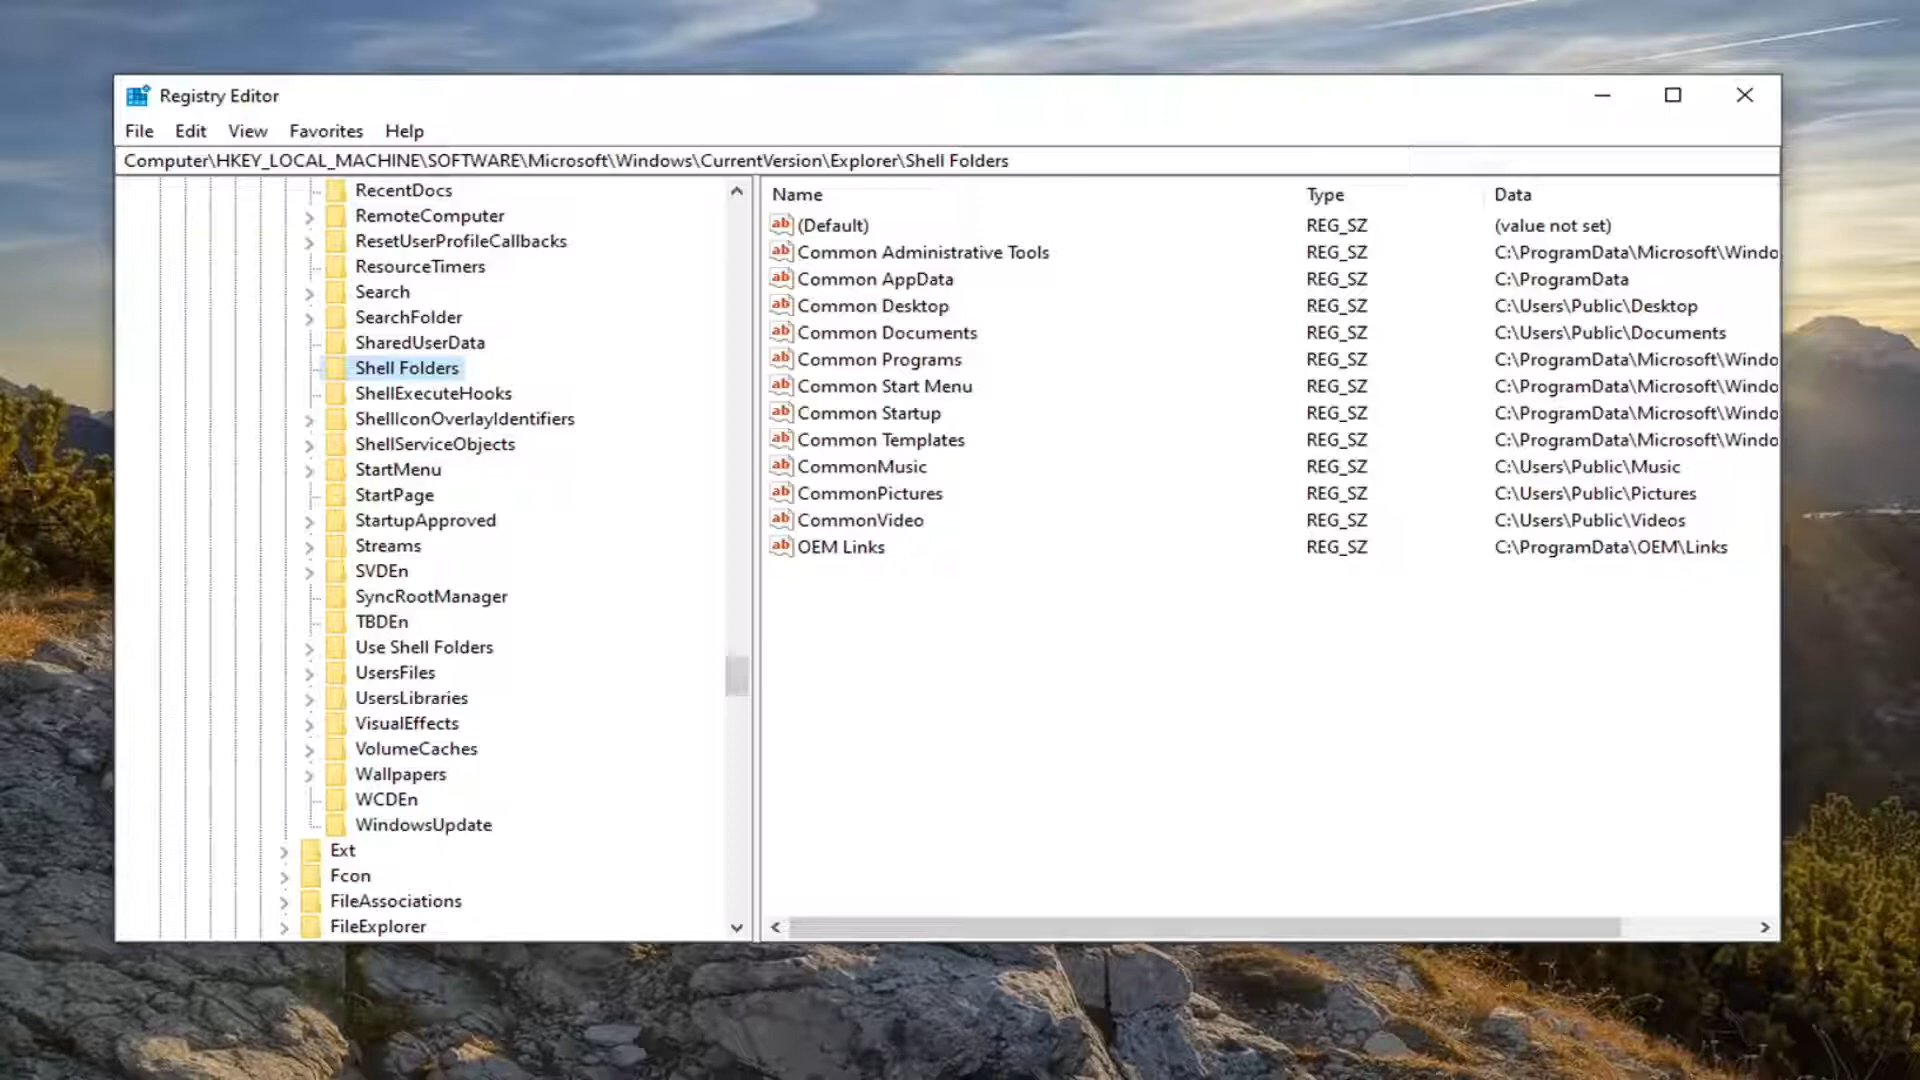 Registry Editor
File Edit View Favorites Help
Computer\HKEY_LOCAL_MACHINE\SOFTWARE\Microsoft\Windows\CurrentVersion\Explorer\Shell Folders
RecentDocs
RemoteComputer
ResetUserProfileCallbacks
ResourceTimers
Search
SearchFolder
SharedUserData
Shell Folders
ShellExecuteHooks
ShellIconOverlayIdentifiers
ShellServiceObjects
StartMenu
StartPage
StartupApproved
Streams
SVDEn
SyncRootManager
TBDEn
Use Shell Folders
UsersFiles
UsersLibraries
VisualEffects
VolumeCaches
Wallpapers
WCDEn
WindowsUpdate
Ext
Fcon
FileAssociations
FileExplorer
Name Type Data
(Default) REG_SZ (value not set)
Common Administrative Tools REG_SZ C:\ProgramData\Microsoft\Windo
Common AppData REG_SZ C:\ProgramData
Common Desktop REG_SZ C:\Users\Public\Desktop
Common Documents REG_SZ C:\Users\Public\Documents
Common Programs REG_SZ C:\ProgramData\Microsoft\Windo
Common Start Menu REG_SZ C:\ProgramData\Microsoft\Windo
Common Startup REG_SZ C:\ProgramData\Microsoft\Windo
Common Templates REG_SZ C:\ProgramData\Microsoft\Windo
CommonMusic REG_SZ C:\Users\Public\Music
CommonPictures REG_SZ C:\Users\Public\Pictures
CommonVideo REG_SZ C:\Users\Public\Videos
OEM Links REG_SZ C:\ProgramData\OEM\Links